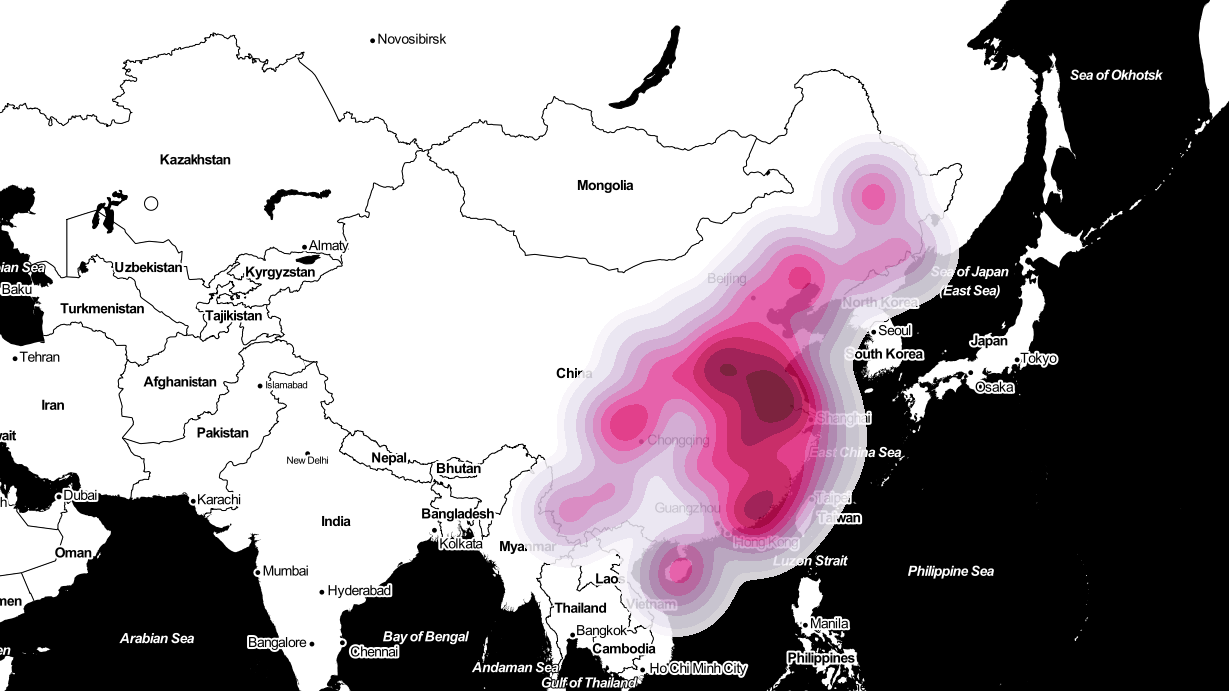 Novosibirsk
Sea of Okhotsk
Kazakhstan
Mongolia
Almaty
ian Sea
Uzbekistan
Kyrgyzstan
Beijing
Sea of Japan
(East Sea)
Baku
Turkmenistan
Tajikistan
North Korea
Seoul
Japan
South Korea
Tehran
Tokyo
China
Afghanistan
Islamabad
Osaka
Iran
Shanghai
Pakistan
wait
Chongqing
East China Sea
Nepal
New Delhi
Bhutan
Dubai
Karachi
Taipei
Guangzhou
Bangladesh
India
Taiwan
Kolkata
Myanmar
Hong Kong
Oman
Luzon Strait
Mumbai
Laos
Philippine Sea
Hyderabad
men
Thailand
Vietnam
Manila
Arabian Sea
Bangalore
Bay of Bengal
Bangkok
Chennai
Cambodia
en
Philippines
Andaman Sea
Ho Chi Minh City
Gulf of Thailand